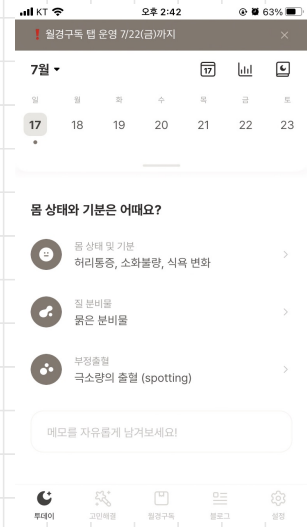 KT 오후 2:42 63%
❗ 월경구독 탭 운영 7/22(금)까지
7월
17
일 월 화 수 목 금 토
17 18 19 20 21 22 23
몸 상태와 기분은 어때요?
몸 상태 및 기분
허리통증, 소화불량, 식욕 변화
질 분비물
묽은 분비물
부정출혈
극소량의 출혈 (spotting)
메모를 자유롭게 남겨보세요!
투데이 고민해결 월경구독 블로그 설정